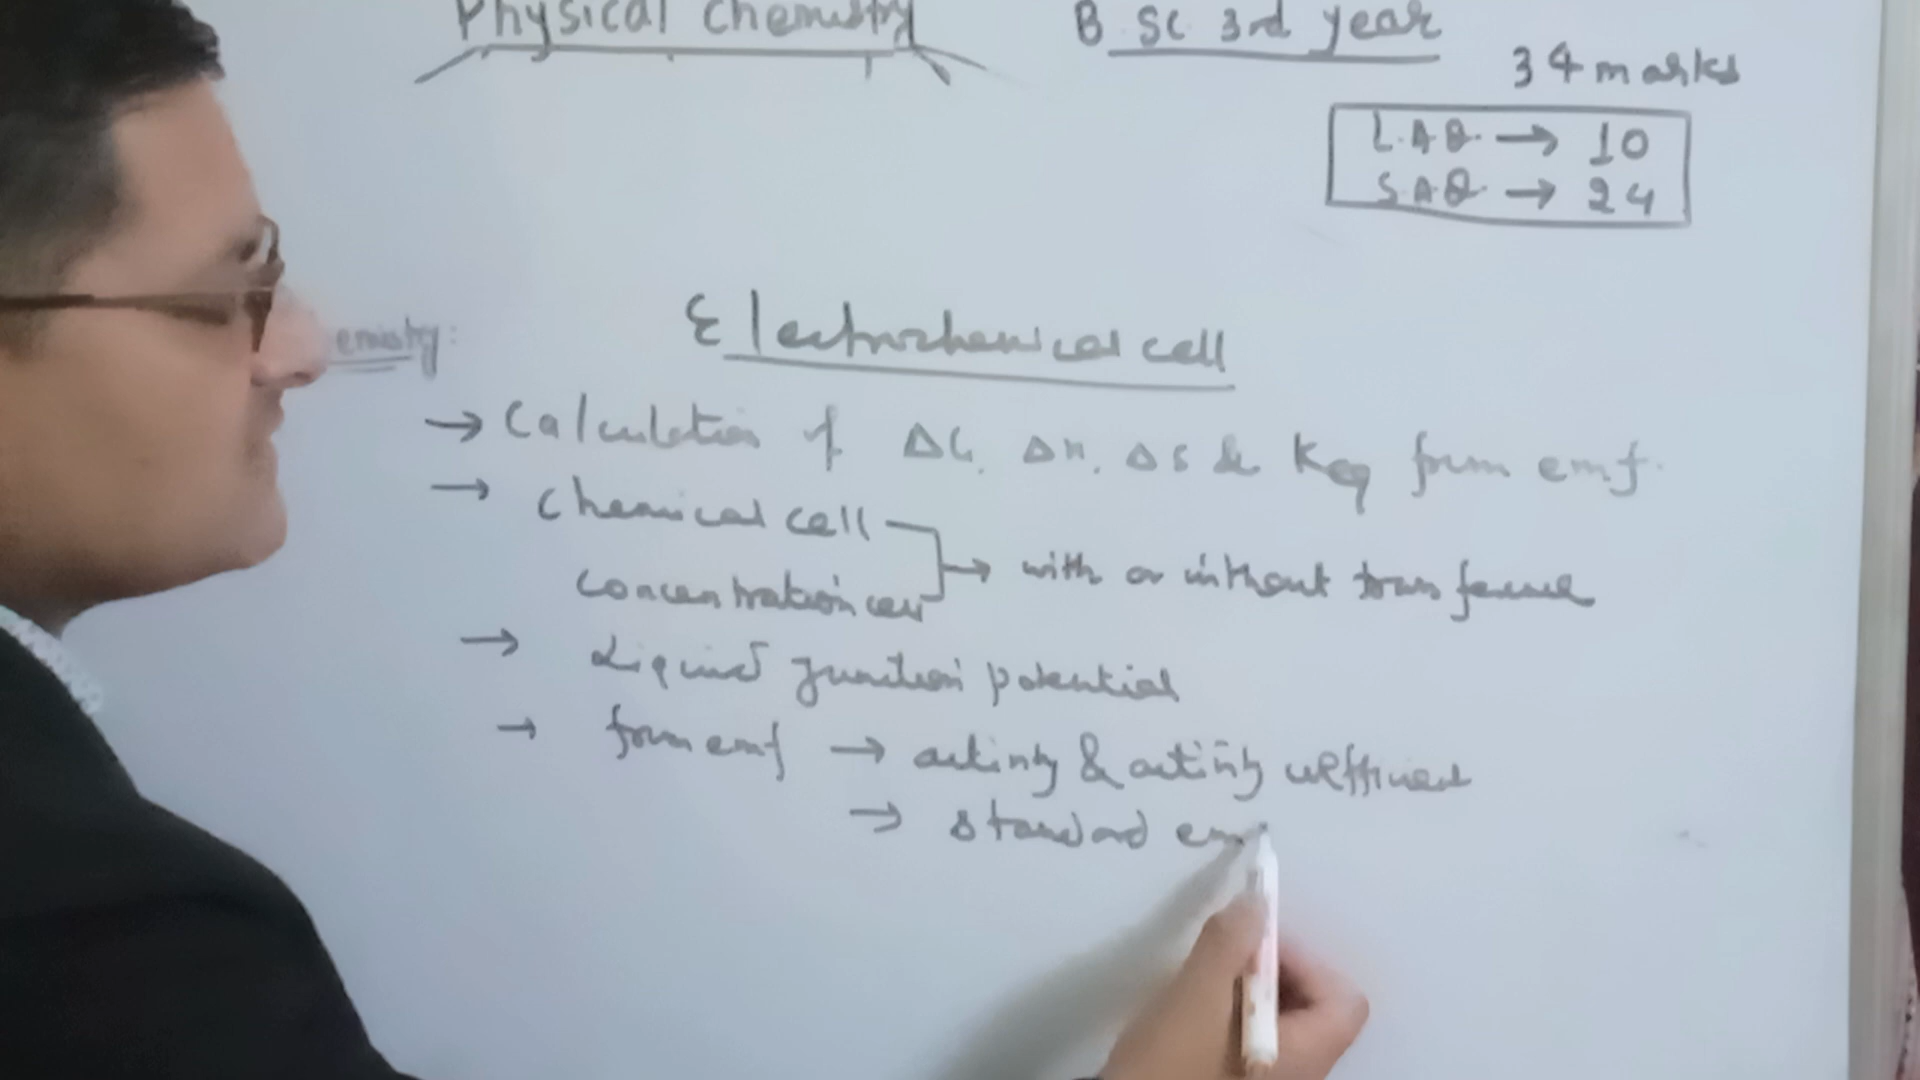 Physical Chemistry
B.Sc 3rd year
34 marks
L.A.Q. → 10
S.A.Q. → 24
emistry:
Electrochemical cell
→ Calculation of ΔG, ΔH, ΔS & Keq from emf.
→ Chemical cell
Concentration cell
→ with or without transference
→ Liquid junction potential
→ from emf → activity & activity coefficient
→ standard em